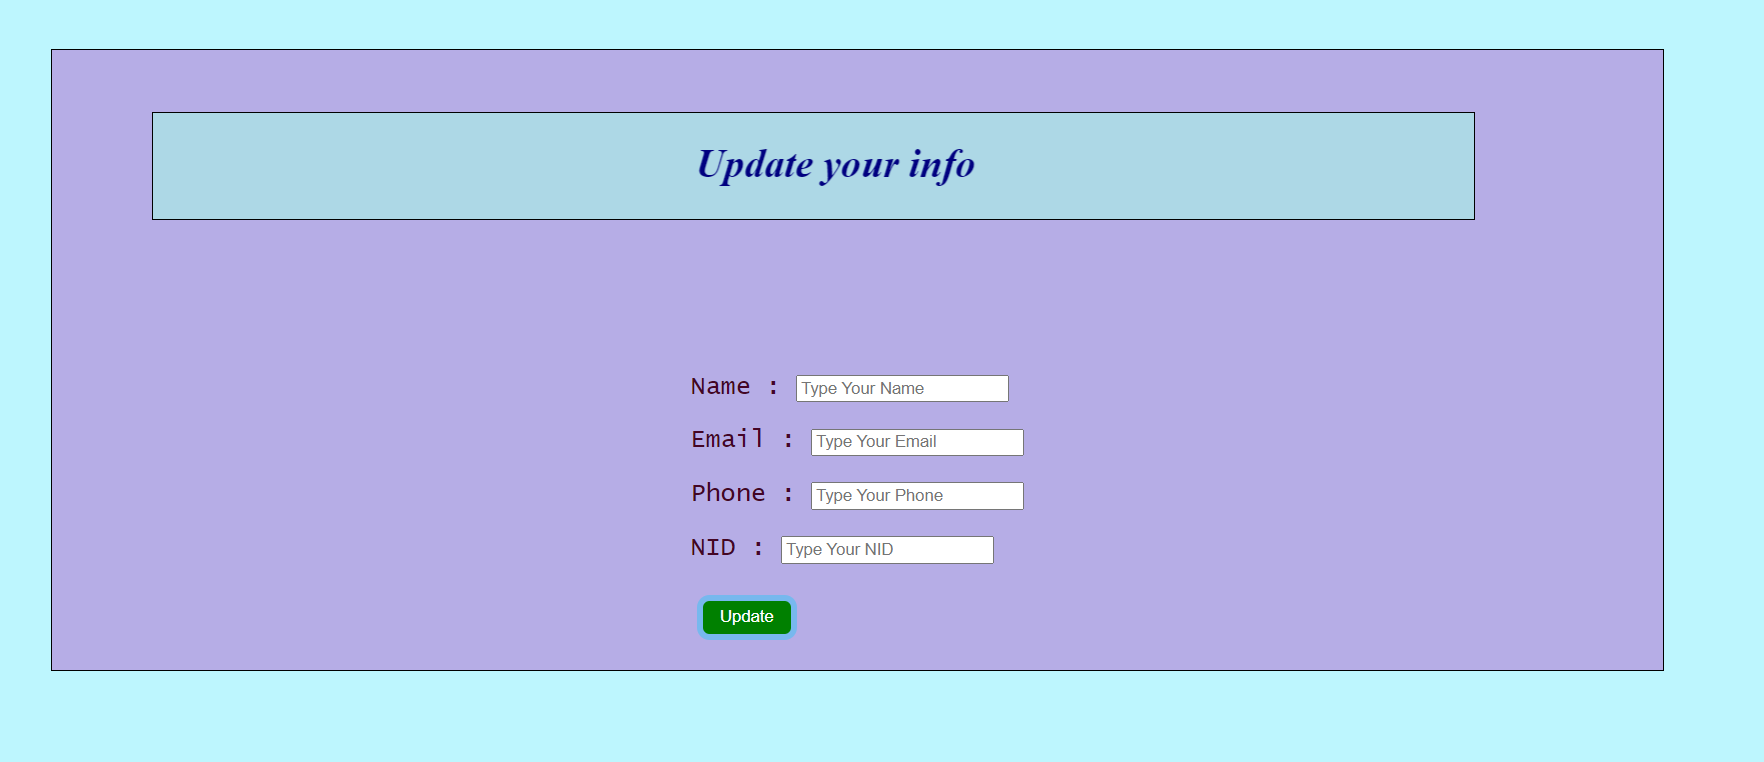 Update your info
Name : Type Your Name
Email : Type Your Email
Phone : Type Your Phone
NID : Type Your NID
Update